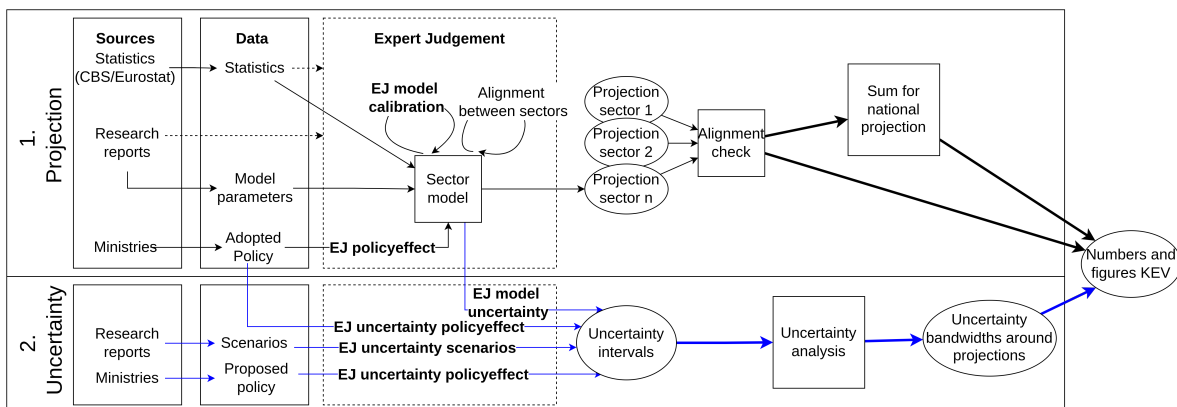 1.
Projection
Sources
Statistics
(CBS/Eurostat)
Research
reports
Ministries
Data
Statistics
Model
parameters
Adopted
Policy
Expert Judgement
EJ model
calibration
Alignment
between sectors
Sector
model
EJ policyeffect
Projection
sector 1
Projection
sector 2
Projection
sector n
Alignment
check
Sum for
national
projection
Numbers and
figures KEV
2.
Uncertainty
Research
reports
Ministries
Scenarios
Proposed
policy
EJ model
uncertainty
EJ uncertainty policyeffect
EJ uncertainty scenarios
EJ uncertainty policyeffect
Uncertainty
intervals
Uncertainty
analysis
Uncertainty
bandwidths around
projections